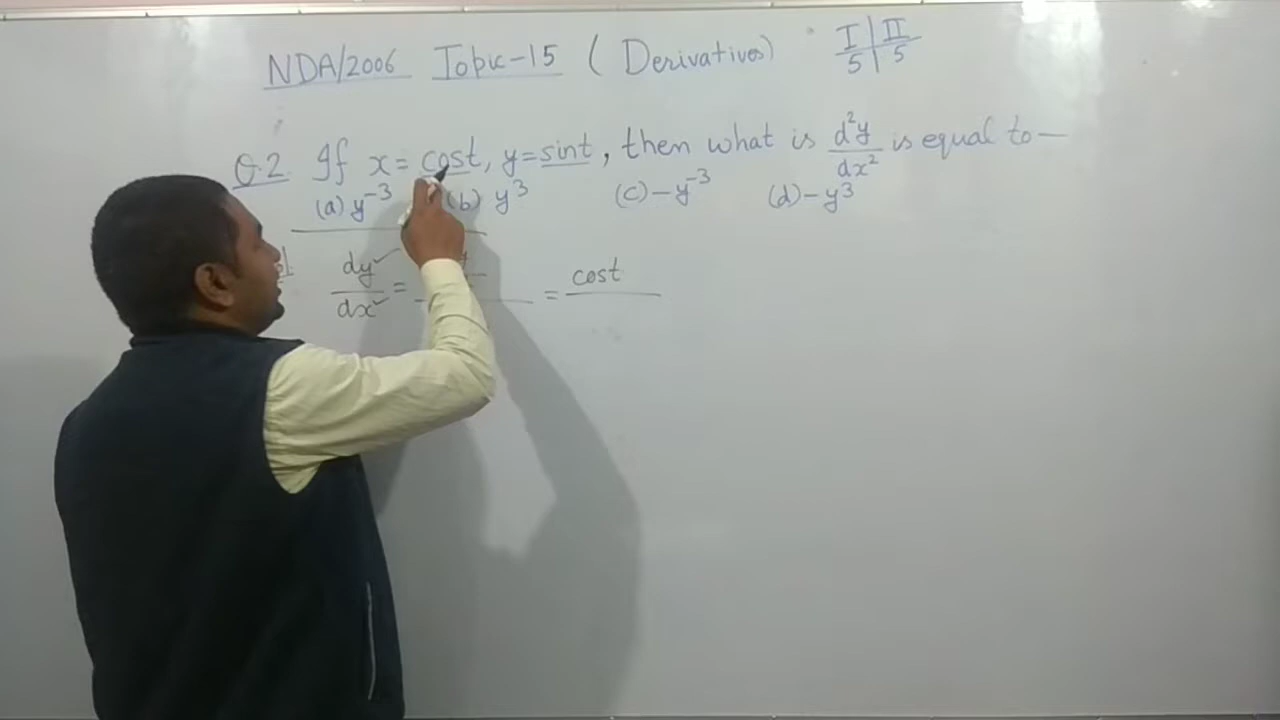 NDA/2006 Topic-15 (Derivatives) I | II
5 | 5
Q.2 If x = cost, y = sint, then what is d²y/dx² is equal to —
(a) y⁻³ (b) y³ (c) -y⁻³ (d) -y³
dy/dx = = cost